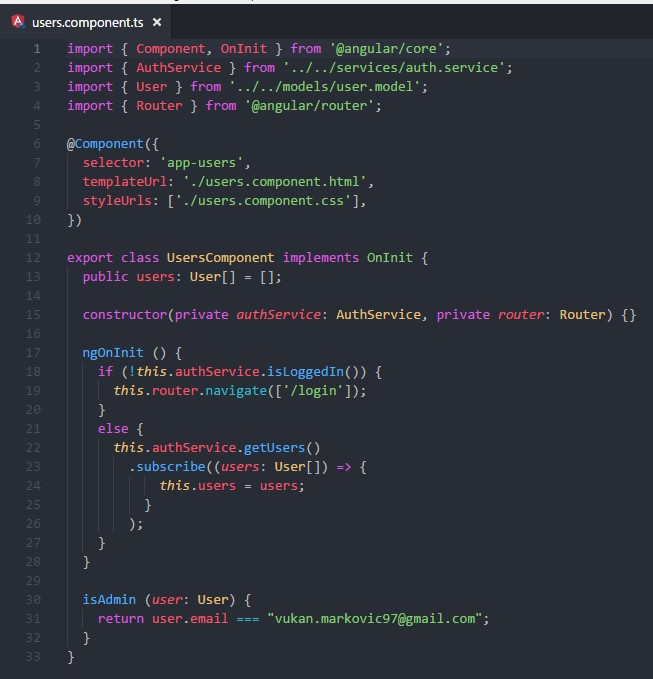 users.component.ts ×
1 import { Component, OnInit } from '@angular/core';
2 import { AuthService } from '../../services/auth.service';
3 import { User } from '../../models/user.model';
4 import { Router } from '@angular/router';
5
6 @Component({
7   selector: 'app-users',
8   templateUrl: './users.component.html',
9   styleUrls: ['./users.component.css'],
10 })
11
12 export class UsersComponent implements OnInit {
13   public users: User[] = [];
14
15   constructor(private authService: AuthService, private router: Router) {}
16
17   ngOnInit () {
18     if (!this.authService.isLoggedIn()) {
19       this.router.navigate(['/login']);
20     }
21     else {
22       this.authService.getUsers()
23         .subscribe((users: User[]) => {
24             this.users = users;
25           }
26         );
27     }
28   }
29
30   isAdmin (user: User) {
31     return user.email === "vukan.markovic97@gmail.com";
32   }
33 }